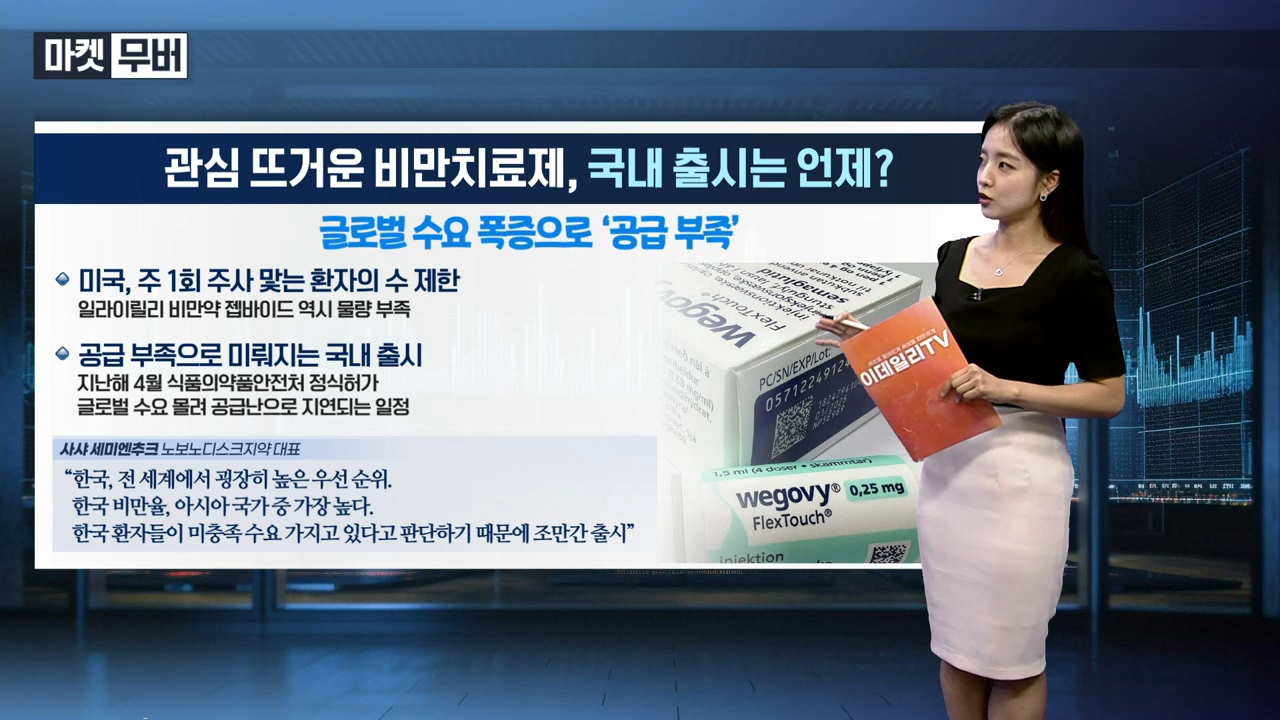 마켓 무버
관심 뜨거운 비만치료제, 국내 출시는 언제?
글로벌 수요 폭증으로 ‘공급 부족’
미국, 주 1회 주사 맞는 환자의 수 제한
일라이릴리 비만약 젭바이드 역시 물량 부족
공급 부족으로 미뤄지는 국내 출시
지난해 4월 식품의약품안전처 정식허가
글로벌 수요 몰려 공급난으로 지연되는 일정
사샤 세미엔추크 노보노디스크제약 대표
“한국, 전 세계에서 굉장히 높은 우선 순위.
한국 비만율, 아시아 국가 중 가장 높다.
한국 환자들이 미충족 수요 가지고 있다고 판단하기 때문에 조만간 출시”
semaglutid
wegovy
FlexTouch®
PC/SN/EXP/Lot:
1,5 ml (4 doser • skammtar)
wegovy® 0,25 mg
FlexTouch®
injektion
이데일리TV